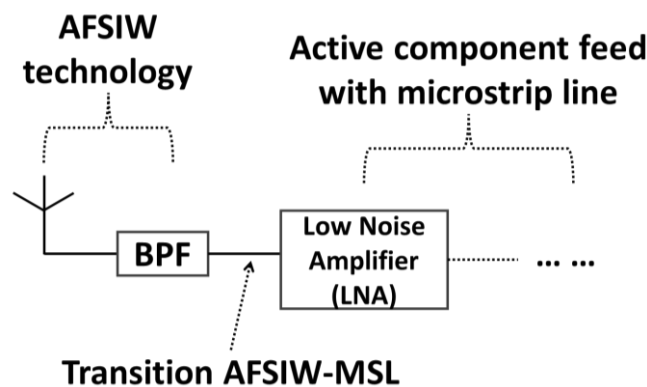 AFSIW
technology
Active component feed
with microstrip line
BPF
Low Noise
Amplifier
(LNA)
... ...
Transition AFSIW-MSL